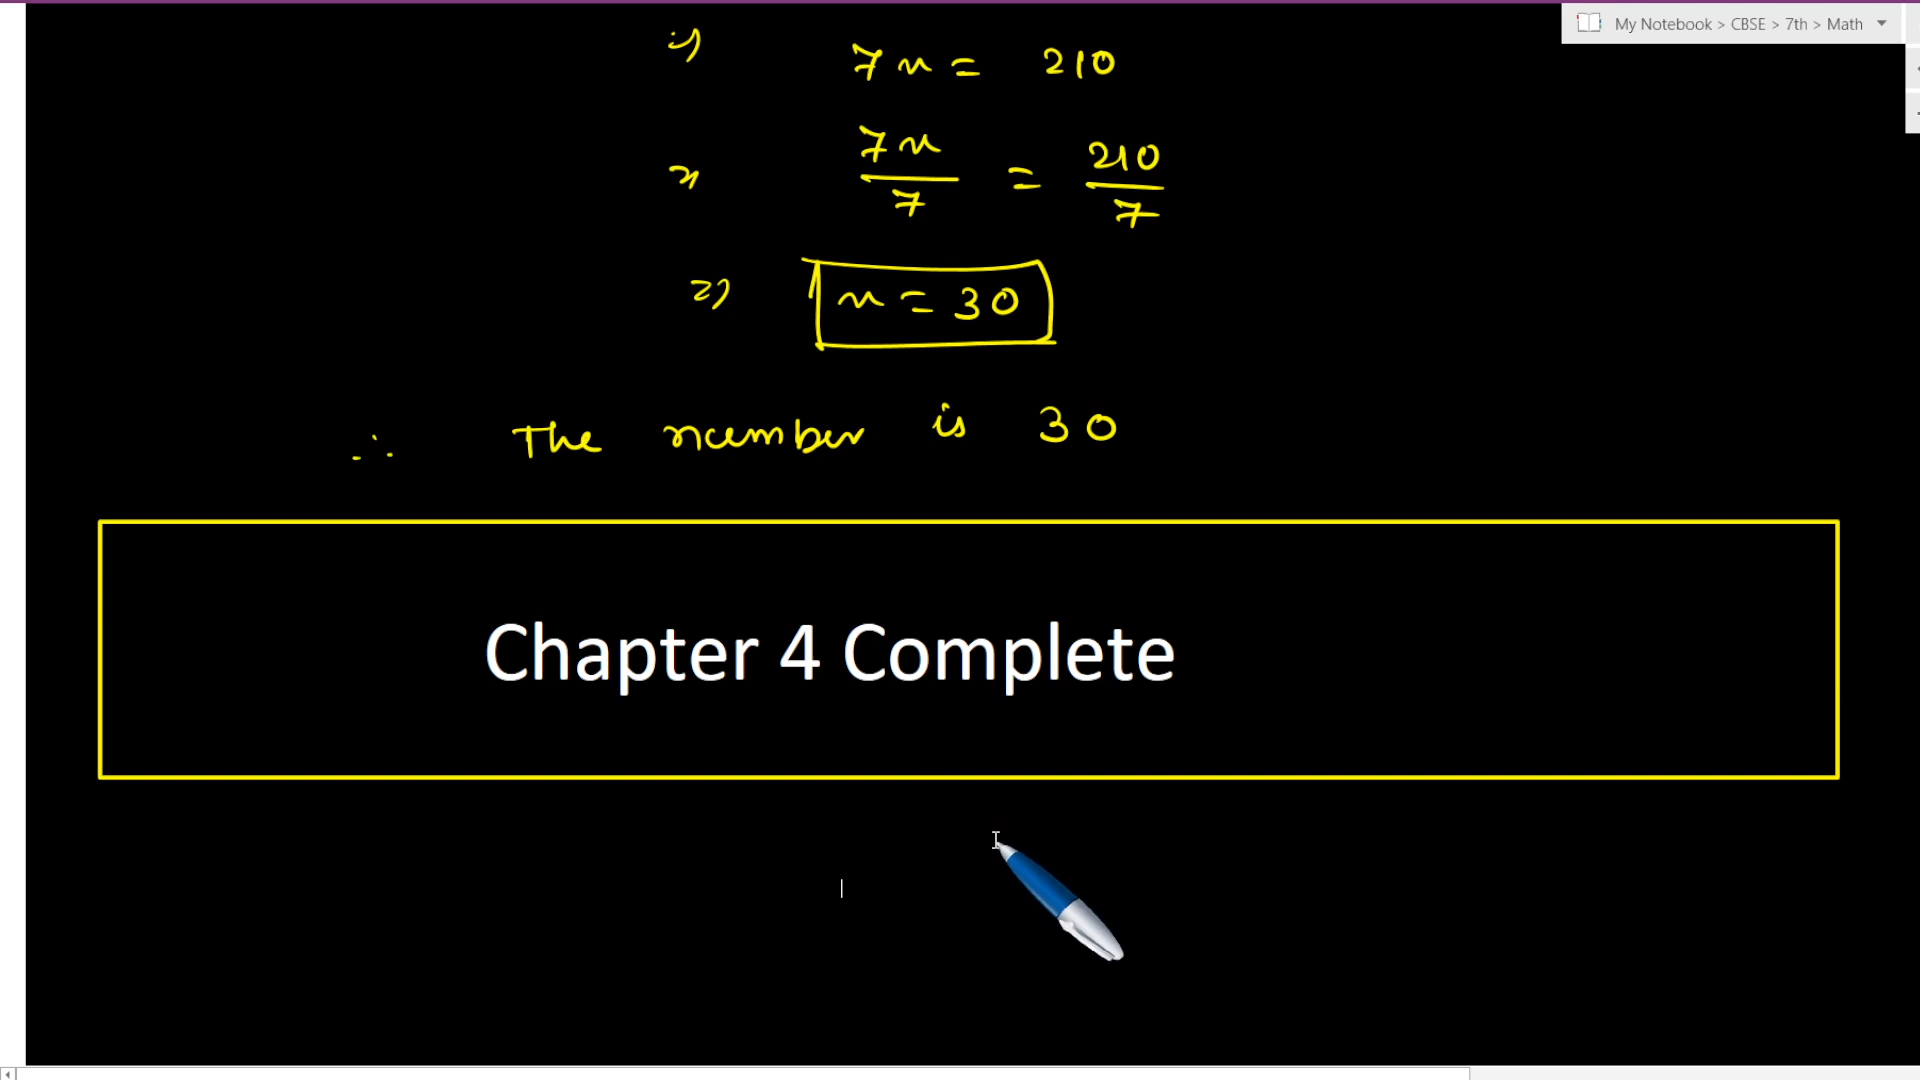 My Notebook > CBSE > 7th > Math
⇒ 7x = 210
⇒ 7x/7 = 210/7
⇒ x = 30
∴ The number is 30
Chapter 4 Complete